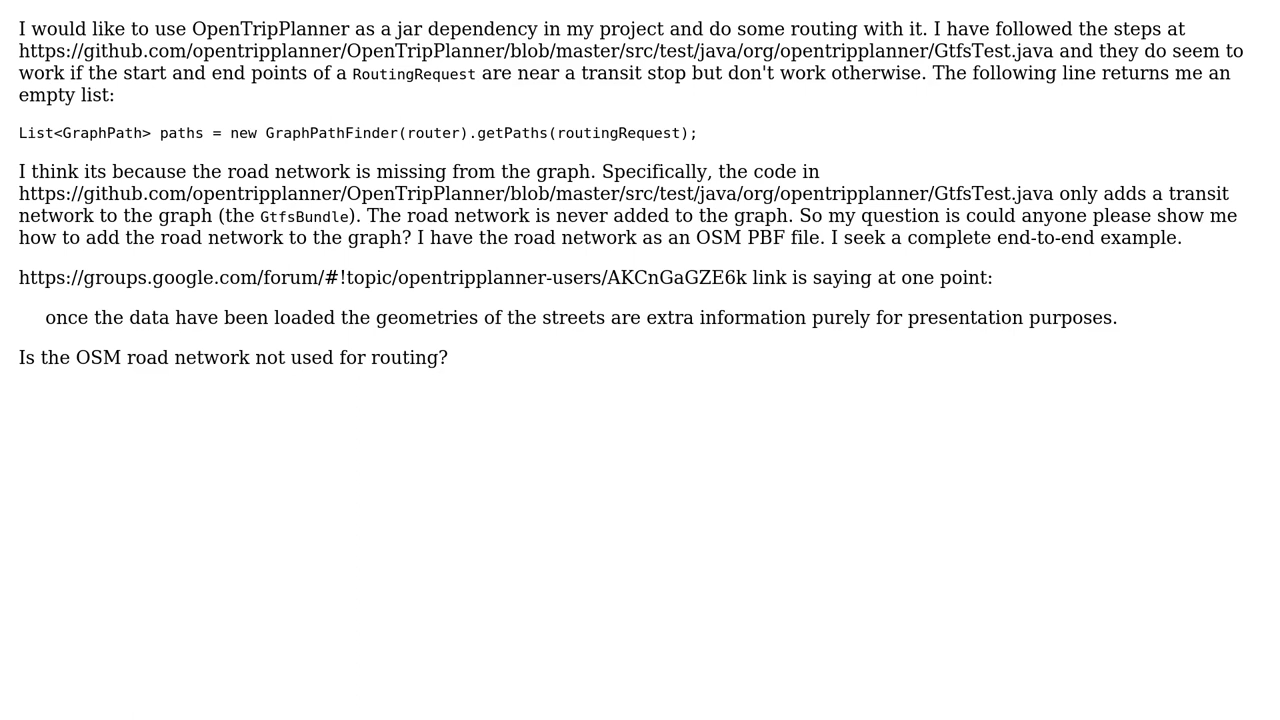 I would like to use OpenTripPlanner as a jar dependency in my project and do some routing with it. I have followed the steps at
https://github.com/opentripplanner/OpenTripPlanner/blob/master/src/test/java/org/opentripplanner/GtfsTest.java and they do seem to
work if the start and end points of a RoutingRequest are near a transit stop but don't work otherwise. The following line returns me an
empty list:
List<GraphPath> paths = new GraphPathFinder(router).getPaths(routingRequest);
I think its because the road network is missing from the graph. Specifically, the code in
https://github.com/opentripplanner/OpenTripPlanner/blob/master/src/test/java/org/opentripplanner/GtfsTest.java only adds a transit
network to the graph (the GtfsBundle). The road network is never added to the graph. So my question is could anyone please show me
how to add the road network to the graph? I have the road network as an OSM PBF file. I seek a complete end-to-end example.
https://groups.google.com/forum/#!topic/opentripplanner-users/AKCnGaGZE6k link is saying at one point:
once the data have been loaded the geometries of the streets are extra information purely for presentation purposes.
Is the OSM road network not used for routing?